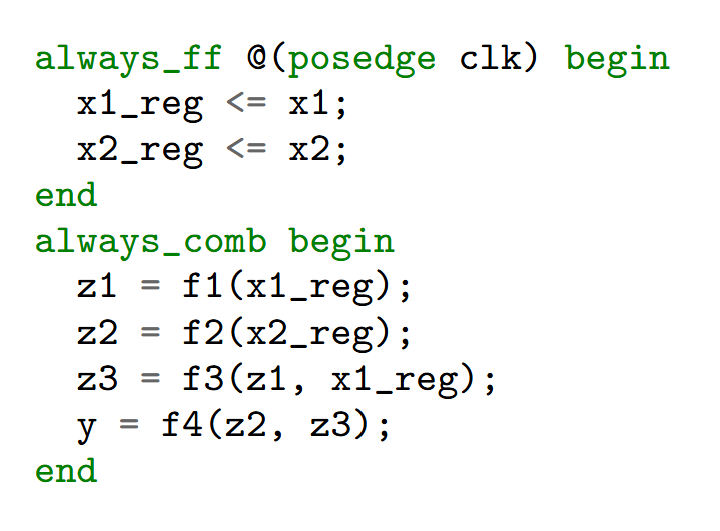 always_ff @(posedge clk) begin
  x1_reg <= x1;
  x2_reg <= x2;
end
always_comb begin
  z1 = f1(x1_reg);
  z2 = f2(x2_reg);
  z3 = f3(z1, x1_reg);
  y = f4(z2, z3);
end